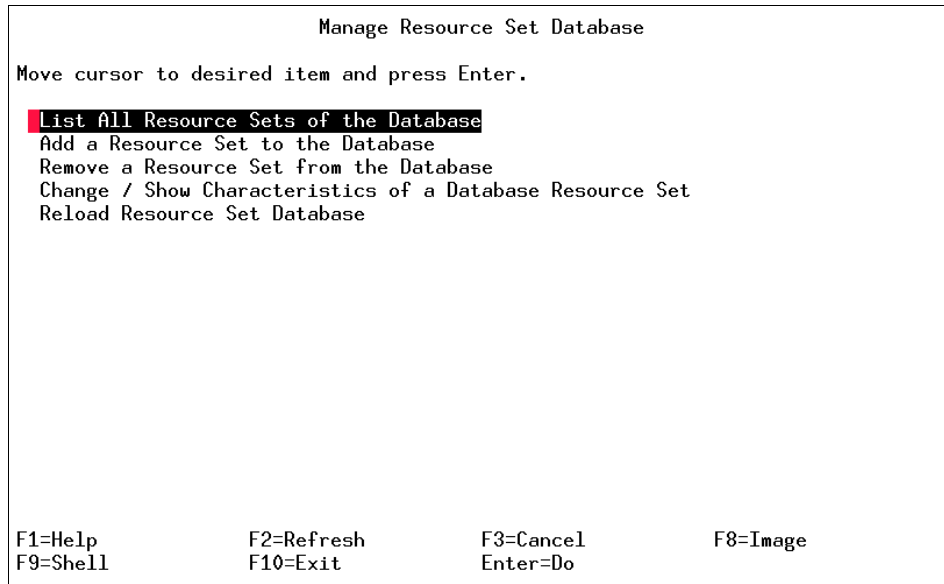 Manage Resource Set Database
Move cursor to desired item and press Enter.
List All Resource Sets of the Database
Add a Resource Set to the Database
Remove a Resource Set from the Database
Change / Show Characteristics of a Database Resource Set
Reload Resource Set Database
F1=Help F2=Refresh F3=Cancel F8=Image
F9=Shell F10=Exit Enter=Do